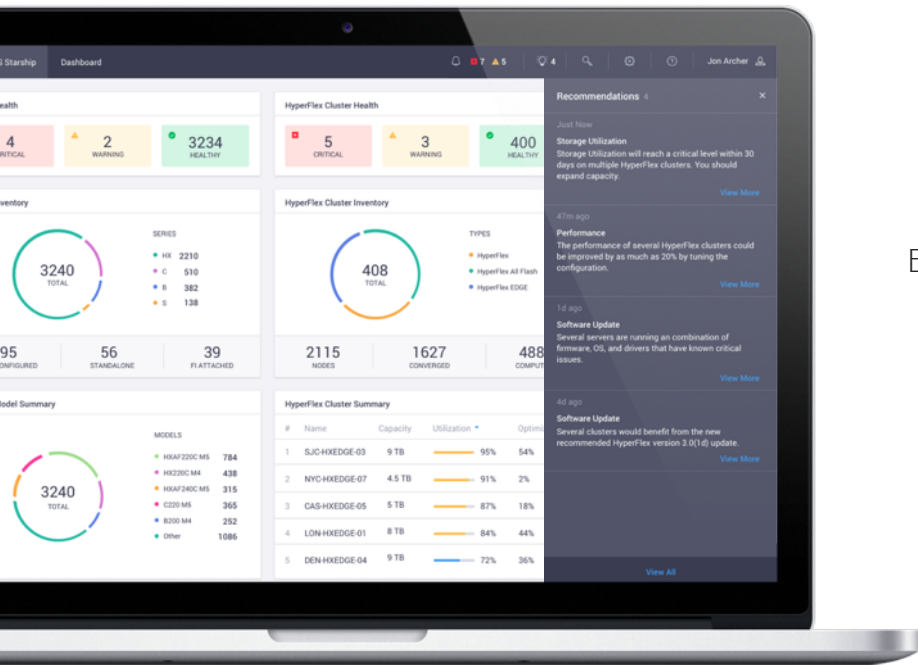 S Starship
Dashboard
7
5
4
Jon Archer
ealth
4
2
3234
RITICAL
WARNING
HEALTHY
ventory
SERIES
HX 2210
C 510
B 382
S 138
3240
TOTAL
95
56
39
ONFIGURED
STANDALONE
FI ATTACHED
Model Summary
MODELS
HXAF220C M5 784
HX220C M4 438
HXAF240C M5 315
C220 M5 365
B200 M4 252
Other 1086
3240
TOTAL
HyperFlex Cluster Health
5
3
400
CRITICAL
WARNING
HEALTHY
HyperFlex Cluster Inventory
TYPES
HyperFlex
HyperFlex All Flash
HyperFlex EDGE
408
TOTAL
2115
1627
488
NODES
CONVERGED
COMPUT
HyperFlex Cluster Summary
# Name Capacity Utilization Optimi
1 SJC-HXEDGE-03 9 TB 95% 54%
2 NYC-HXEDGE-07 4.5 TB 91% 2%
3 CAS-HXEDGE-05 5 TB 87% 18%
4 LON-HXEDGE-01 8 TB 84% 44%
5 DEN-HXEDGE-04 9 TB 72% 36%
Recommendations 4
Just Now
Storage Utilization
Storage Utilization will reach a critical level within 30
days on multiple HyperFlex clusters. You should
expand capacity.
View More
47m ago
Performance
The performance of several HyperFlex clusters could
be improved by as much as 20% by tuning the
configuration.
View More
1d ago
Software Update
Several servers are running an combination of
firmware, OS, and drivers that have known critical
issues.
View More
4d ago
Software Update
Several clusters would benefit from the new
recommended HyperFlex version 3.0(1d) update.
View More
View All
E